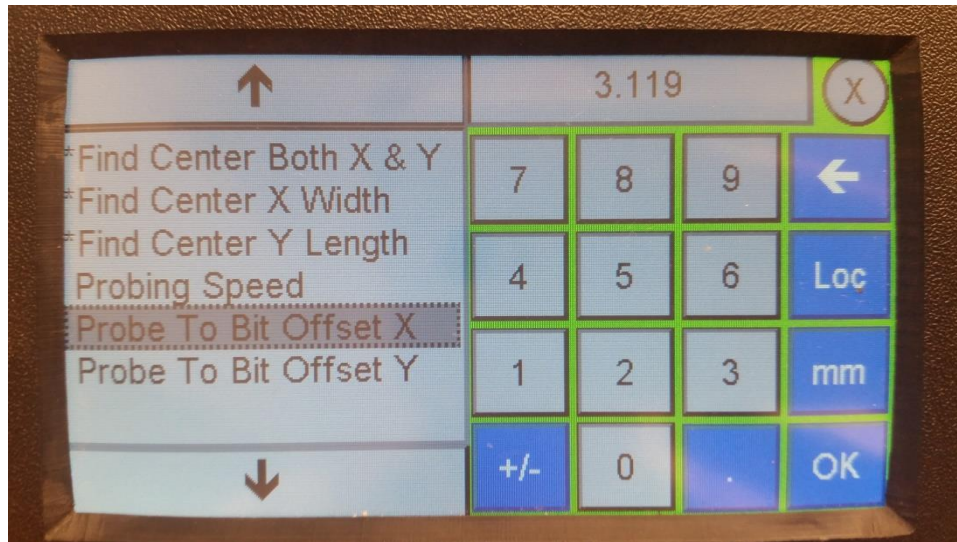 3.119
X
*Find Center Both X & Y
*Find Center X Width
*Find Center Y Length
Probing Speed
Probe To Bit Offset X
Probe To Bit Offset Y
7 8 9
4 5 6 Loc
1 2 3 mm
+/- 0 . OK